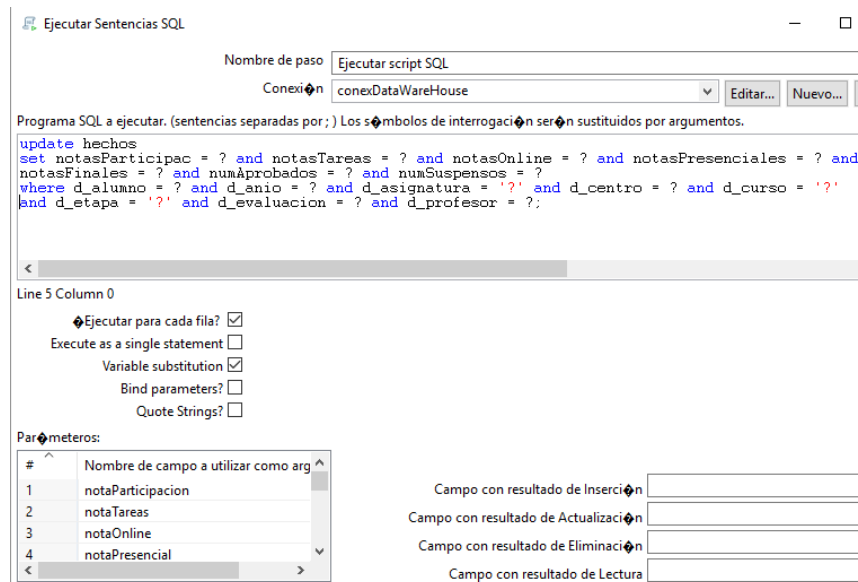 Ejecutar Sentencias SQL
Nombre de paso Ejecutar script SQL
Conexi�n conexDataWareHouse Editar... Nuevo...
Programa SQL a ejecutar. (sentencias separadas por ; ) Los s�mbolos de interrogaci�n ser�n sustituidos por argumentos.
update hechos
set notasParticipac = ? and notasTareas = ? and notasOnline = ? and notasPresenciales = ? and
notasFinales = ? and numAprobados = ? and numSuspensos = ?
where d_alumno = ? and d_anio = ? and d_asignatura = '?' and d_centro = ? and d_curso = '?'
and d_etapa = '?' and d_evaluacion = ? and d_profesor = ?;
Line 5 Column 0
�Ejecutar para cada fila?
Execute as a single statement
Variable substitution
Bind parameters?
Quote Strings?
Par�metros:
# Nombre de campo a utilizar como arg
1 notaParticipacion
2 notaTareas
3 notaOnline
4 notaPresencial
Campo con resultado de Inserci�n
Campo con resultado de Actualizaci�n
Campo con resultado de Eliminaci�n
Campo con resultado de Lectura